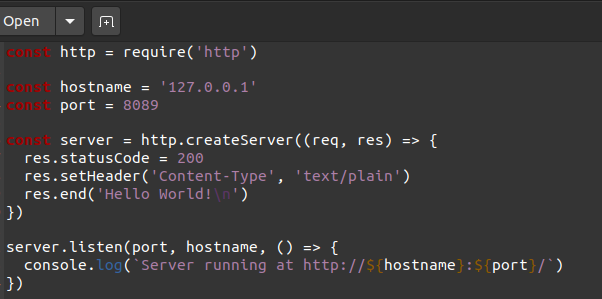 Open
const http = require('http')
const hostname = '127.0.0.1'
const port = 8089
const server = http.createServer((req, res) => {
  res.statusCode = 200
  res.setHeader('Content-Type', 'text/plain')
  res.end('Hello World!\n')
})
server.listen(port, hostname, () => {
  console.log(`Server running at http://${hostname}:${port}/`)
})